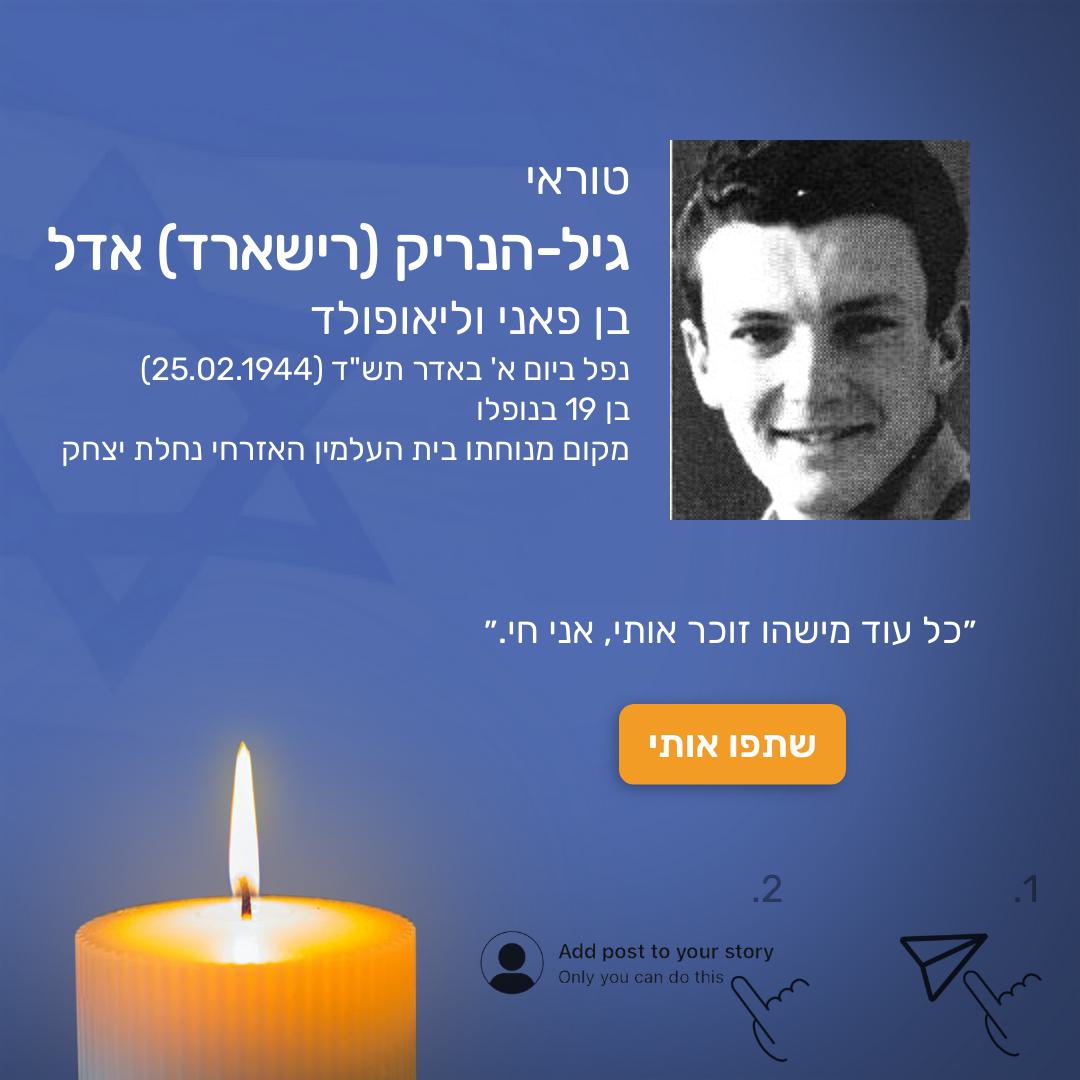 טוראי
גיל-הנריק (רישארד) אדל
בן פאני וליאופולד
נפל ביום א' באדר תש"ד (25.02.1944)
בן 19 בנופלו
מקום מנוחתו בית העלמין האזרחי נחלת יצחק
״כל עוד מישהו זוכר אותי, אני חי.״
שתפו אותי
1.
2.
Add post to your story
Only you can do this